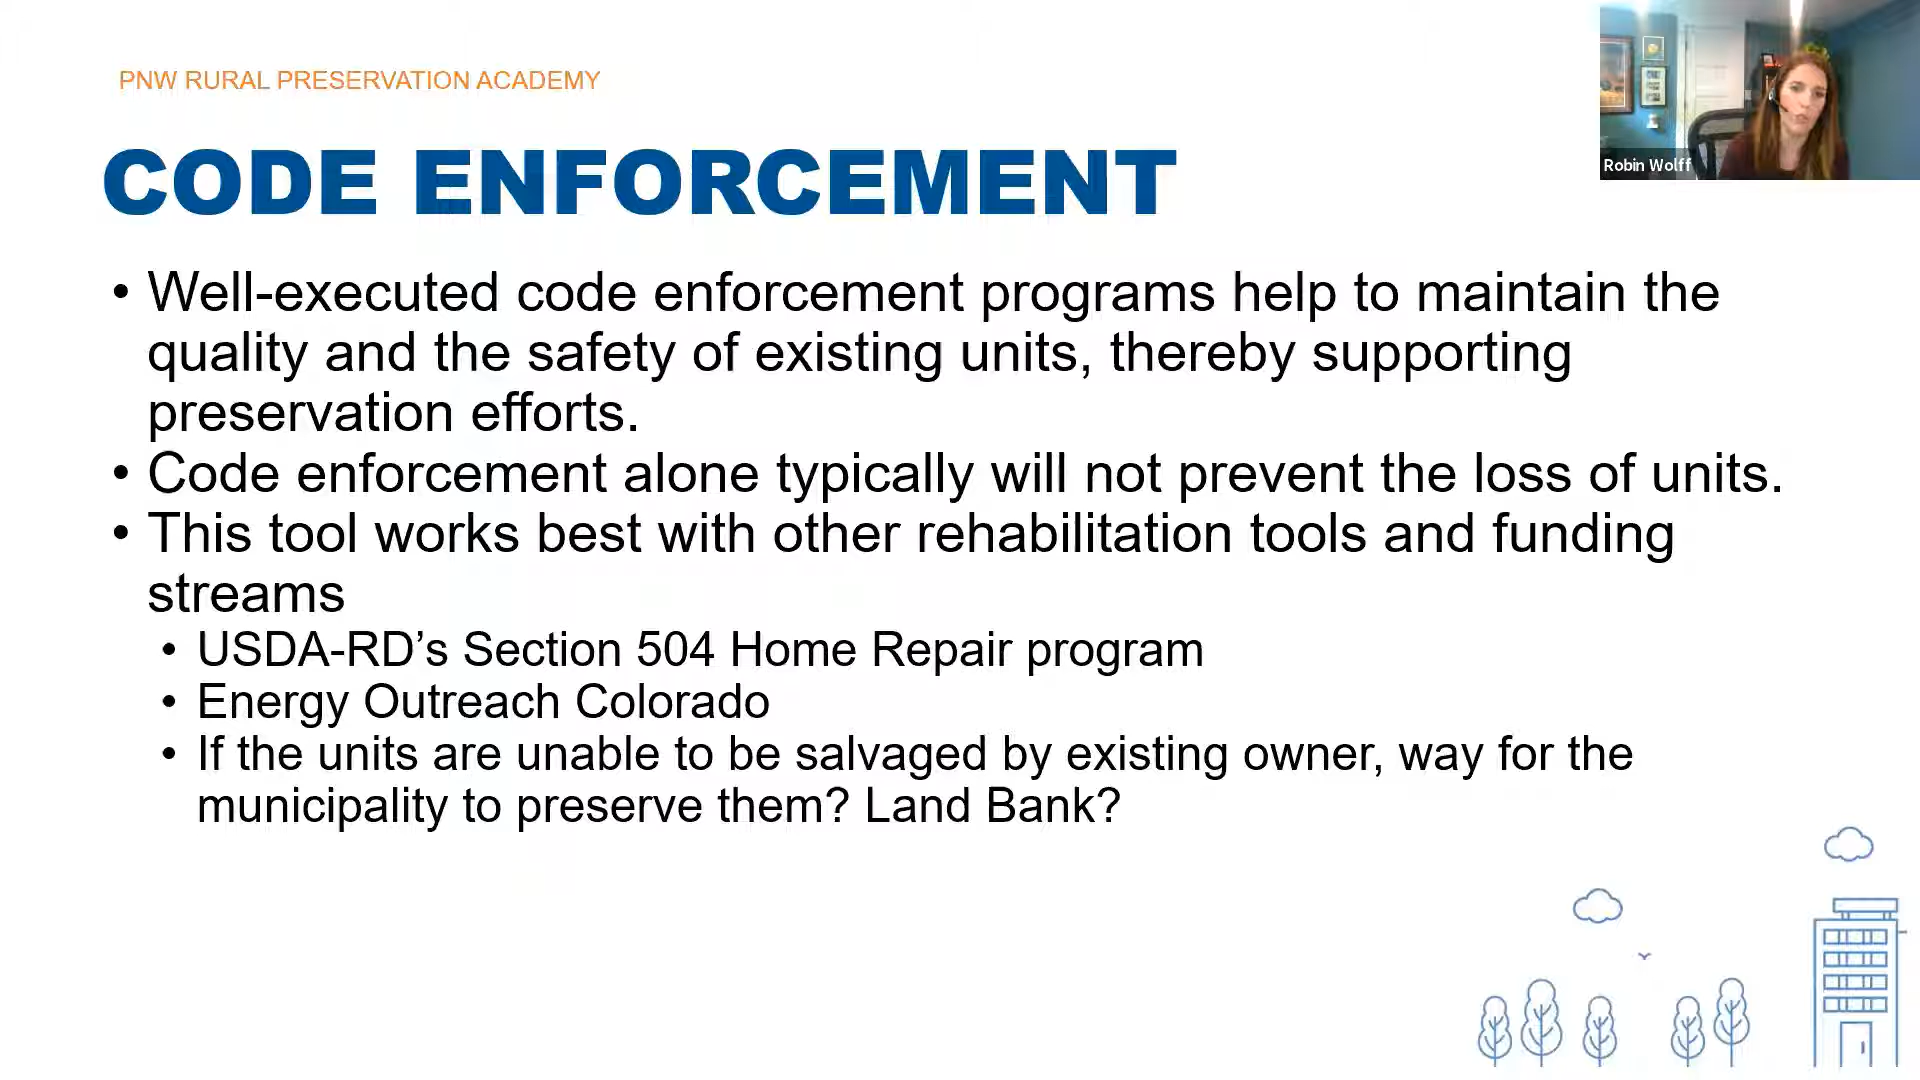 PNW RURAL PRESERVATION ACADEMY
Robin Wolff
CODE ENFORCEMENT
• Well-executed code enforcement programs help to maintain the
quality and the safety of existing units, thereby supporting
preservation efforts.
• Code enforcement alone typically will not prevent the loss of units.
• This tool works best with other rehabilitation tools and funding
streams
• USDA-RD’s Section 504 Home Repair program
• Energy Outreach Colorado
• If the units are unable to be salvaged by existing owner, way for the
municipality to preserve them? Land Bank?